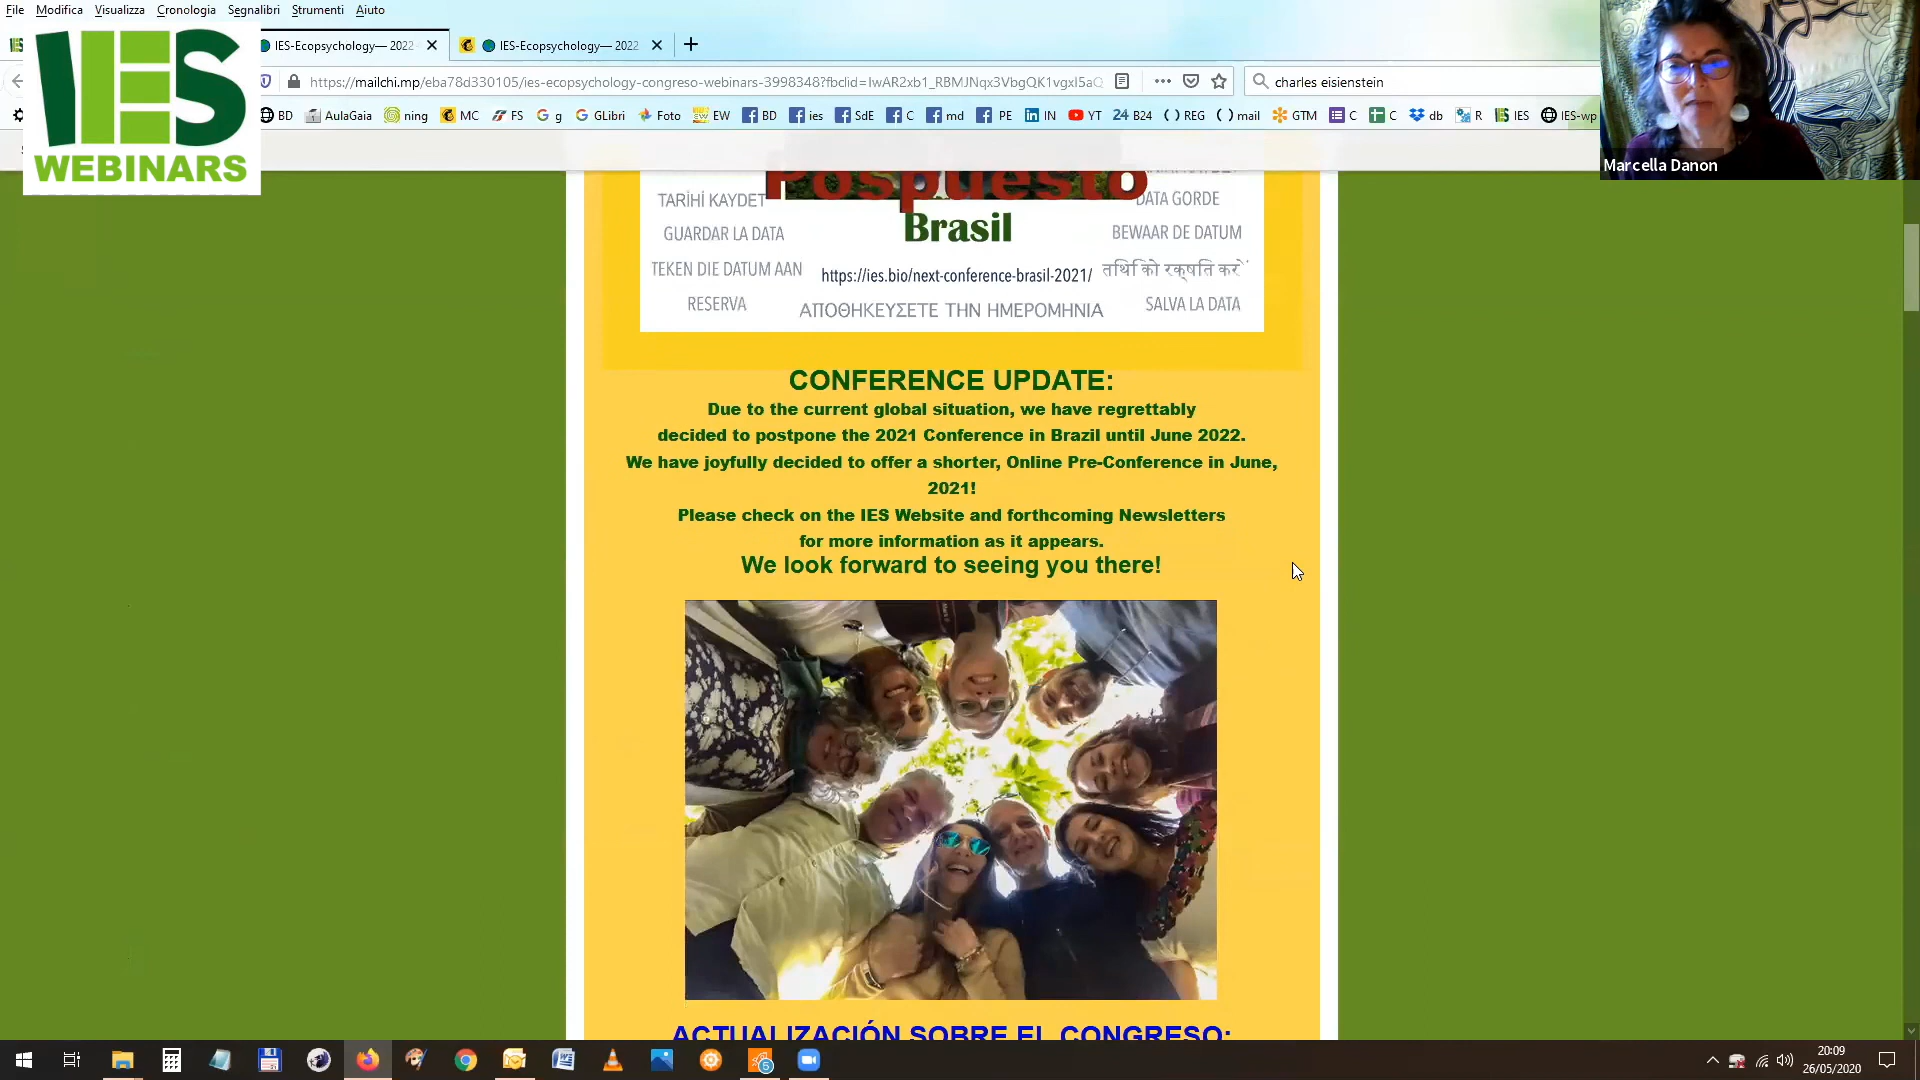 File Modifica Visualizza Cronologia Segnalibri Strumenti Aiuto
IES-Ecopsychology— 2022
IES-Ecopsychology— 2022
https://mailchi.mp/eba78d330105/ies-ecopsychology-congreso-webinars-3998348?fbclid=IwAR2xb1_RBMJNqx3VbgQK1vgxI5aQ
charles eisienstein
BD AulaGaia ning MC FS g GLibri Foto EW BD ies SdE C md PE IN YT B24 REG mail GTM C C db R IES IES-wp
IES
WEBINARS
Marcella Danon
Pospuesto
TARİHİ KAYDET
DATA GORDE
Brasil
GUARDAR LA DATA
BEWAAR DE DATUM
TEKEN DIE DATUM AAN
https://ies.bio/next-conference-brasil-2021/
तिथि को रक्षति करें
RESERVA
ΑΠΟΘΗΚΕΥΣΕΤΕ ΤΗΝ ΗΜΕΡΟΜΗΝΙΑ
SALVA LA DATA
CONFERENCE UPDATE:
Due to the current global situation, we have regrettably
decided to postpone the 2021 Conference in Brazil until June 2022.
We have joyfully decided to offer a shorter, Online Pre-Conference in June,
2021!
Please check on the IES Website and forthcoming Newsletters
for more information as it appears.
We look forward to seeing you there!
ACTUALIZACIÓN SOBRE EL CONGRESO:
5
20:09
26/05/2020